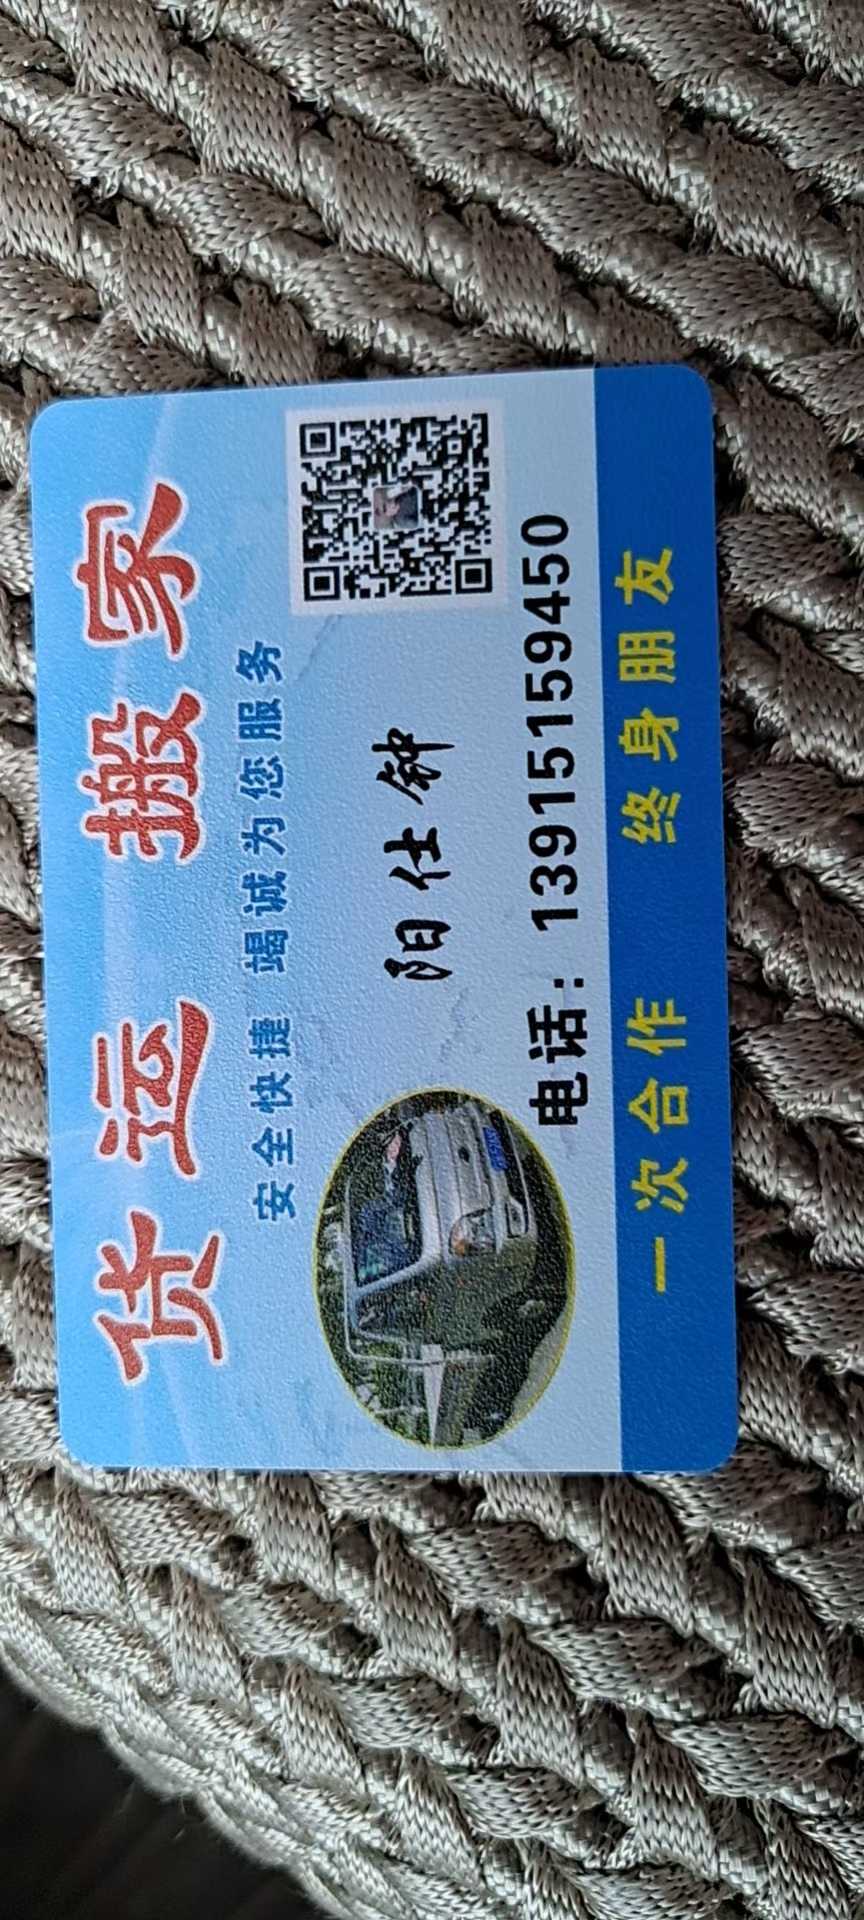 货运 搬家
安全快捷 竭诚为您服务
阳仕钟
电话：13915159450
一次合作 终身朋友